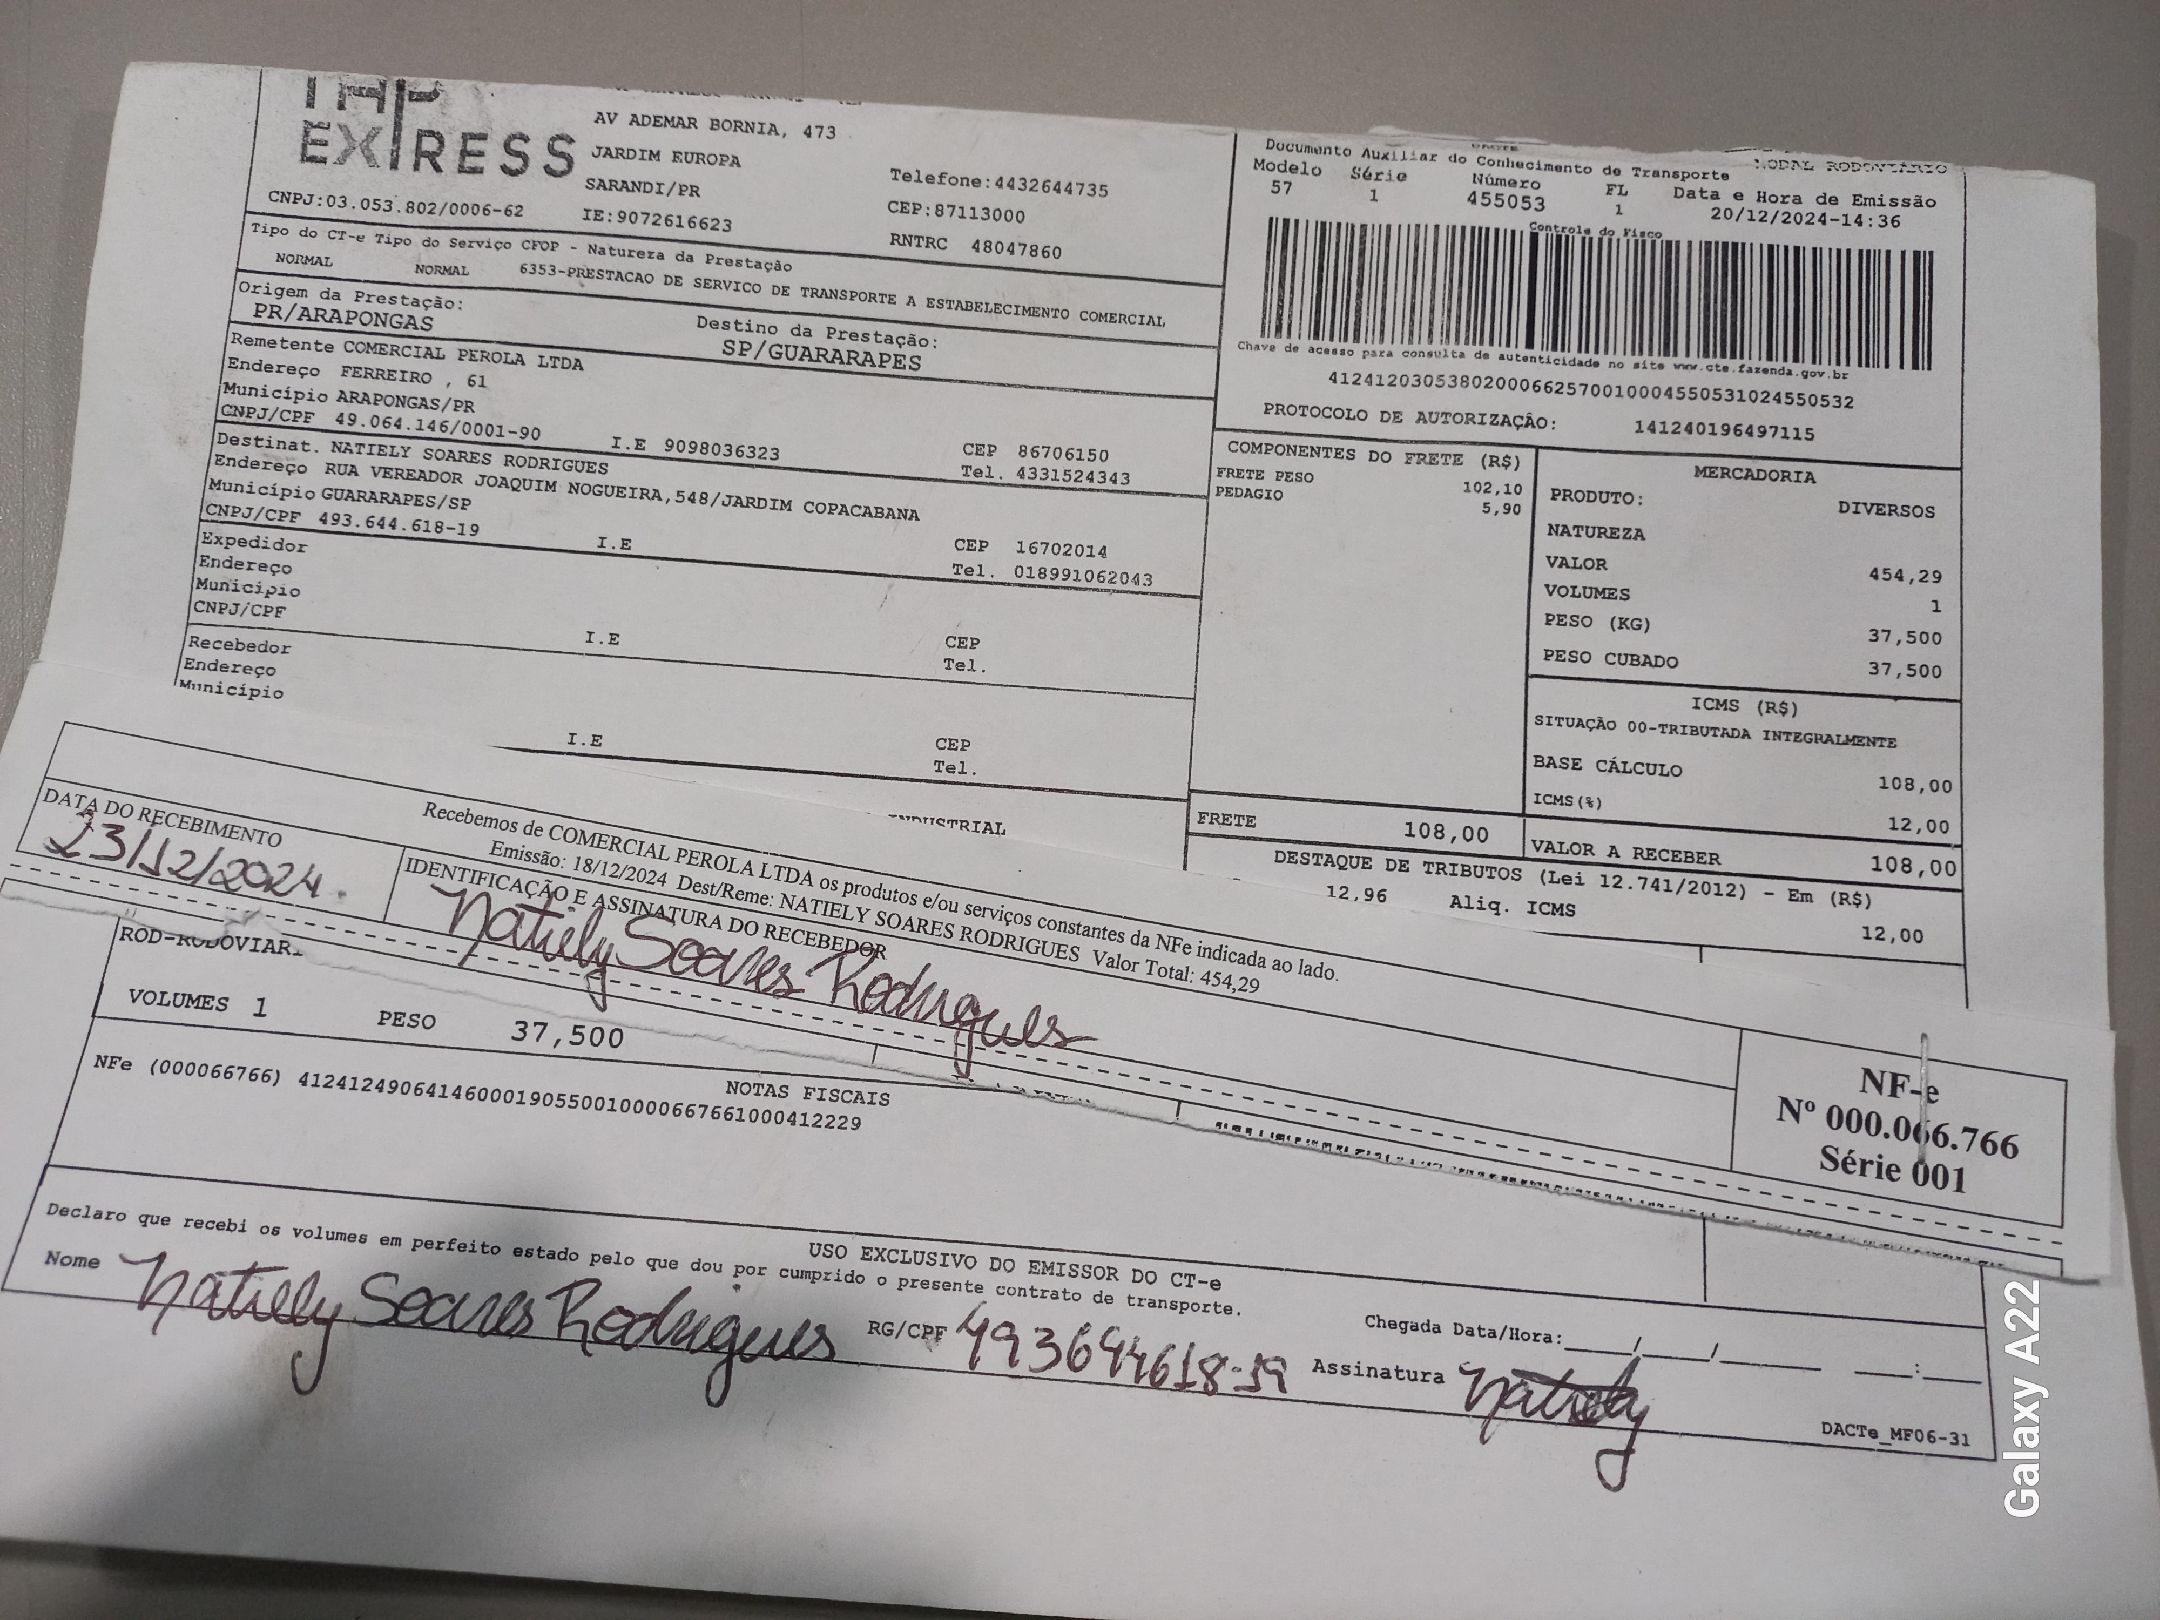 EXPRESS
AV ADEMAR BORNIA, 473
JARDIM EUROPA
SARANDI/PR
Telefone:4432644735
CEP:87113000
CNPJ:03.053.802/0006-62
IE:9072616623
RNTRC 48047860
Tipo do CT-e Tipo do Serviço CFOP - Natureza da Prestação
NORMAL NORMAL 6353-PRESTACAO DE SERVICO DE TRANSPORTE A ESTABELECIMENTO COMERCIAL
Origem da Prestação:
PR/ARAPONGAS
Destino da Prestação:
SP/GUARARAPES
Remetente COMERCIAL PEROLA LTDA
Endereço FERREIRO , 61
Município ARAPONGAS/PR
CNPJ/CPF 49.064.146/0001-90 I.E 9098036323
CEP 86706150
Tel. 4331524343
Destinat. NATIELY SOARES RODRIGUES
Endereço RUA VEREADOR JOAQUIM NOGUEIRA,548/JARDIM COPACABANA
Município GUARARAPES/SP
CNPJ/CPF 493.644.618-19 I.E
CEP 16702014
Tel. 018991062043
Expedidor
Endereço
Município
CNPJ/CPF I.E
CEP
Tel.
Recebedor
Endereço
Município
I.E
CEP
Tel.
INDUSTRIAL
MODAL RODOVIÁRIO
Documento Auxiliar do Conhecimento de Transporte
Modelo Série Número FL Data e Hora de Emissão
57 1 455053 1 20/12/2024-14:36
Controle do Fisco
Chave de acesso para consulta de autenticidade no site www.cte.fazenda.gov.br
41241203053802000662570010004550531024550532
PROTOCOLO DE AUTORIZAÇÃO: 141240196497115
COMPONENTES DO FRETE (R$)
FRETE PESO 102,10
PEDAGIO 5,90
MERCADORIA
PRODUTO: DIVERSOS
NATUREZA
VALOR 454,29
VOLUMES 1
PESO (KG) 37,500
PESO CUBADO 37,500
ICMS (R$)
SITUAÇÃO 00-TRIBUTADA INTEGRALMENTE
BASE CÁLCULO 108,00
ICMS(%) 12,00
FRETE 108,00
VALOR A RECEBER 108,00
DESTAQUE DE TRIBUTOS (Lei 12.741/2012) - Em (R$)
12,96 Aliq. ICMS 12,00
Recebemos de COMERCIAL PEROLA LTDA os produtos e/ou serviços constantes da NFe indicada ao lado.
Emissão: 18/12/2024 Dest/Reme: NATIELY SOARES RODRIGUES Valor Total: 454,29
DATA DO RECEBIMENTO
23/12/2024.
IDENTIFICAÇÃO E ASSINATURA DO RECEBEDOR
Natiely Soares Rodrigues
NF-e
Nº 000.066.766
Série 001
VOLUMES 1 PESO 37,500
NOTAS FISCAIS
NFe (000066766) 41241249064146000190550010000667661000412229
USO EXCLUSIVO DO EMISSOR DO CT-e
Declaro que recebi os volumes em perfeito estado pelo que dou por cumprido o presente contrato de transporte.
Nome Natiely Soares Rodrigues RG/CPF 493644618-19 Assinatura Natiely
Chegada Data/Hora:____/____/____ ____:____
DACTe_MF06-31
Galaxy A22